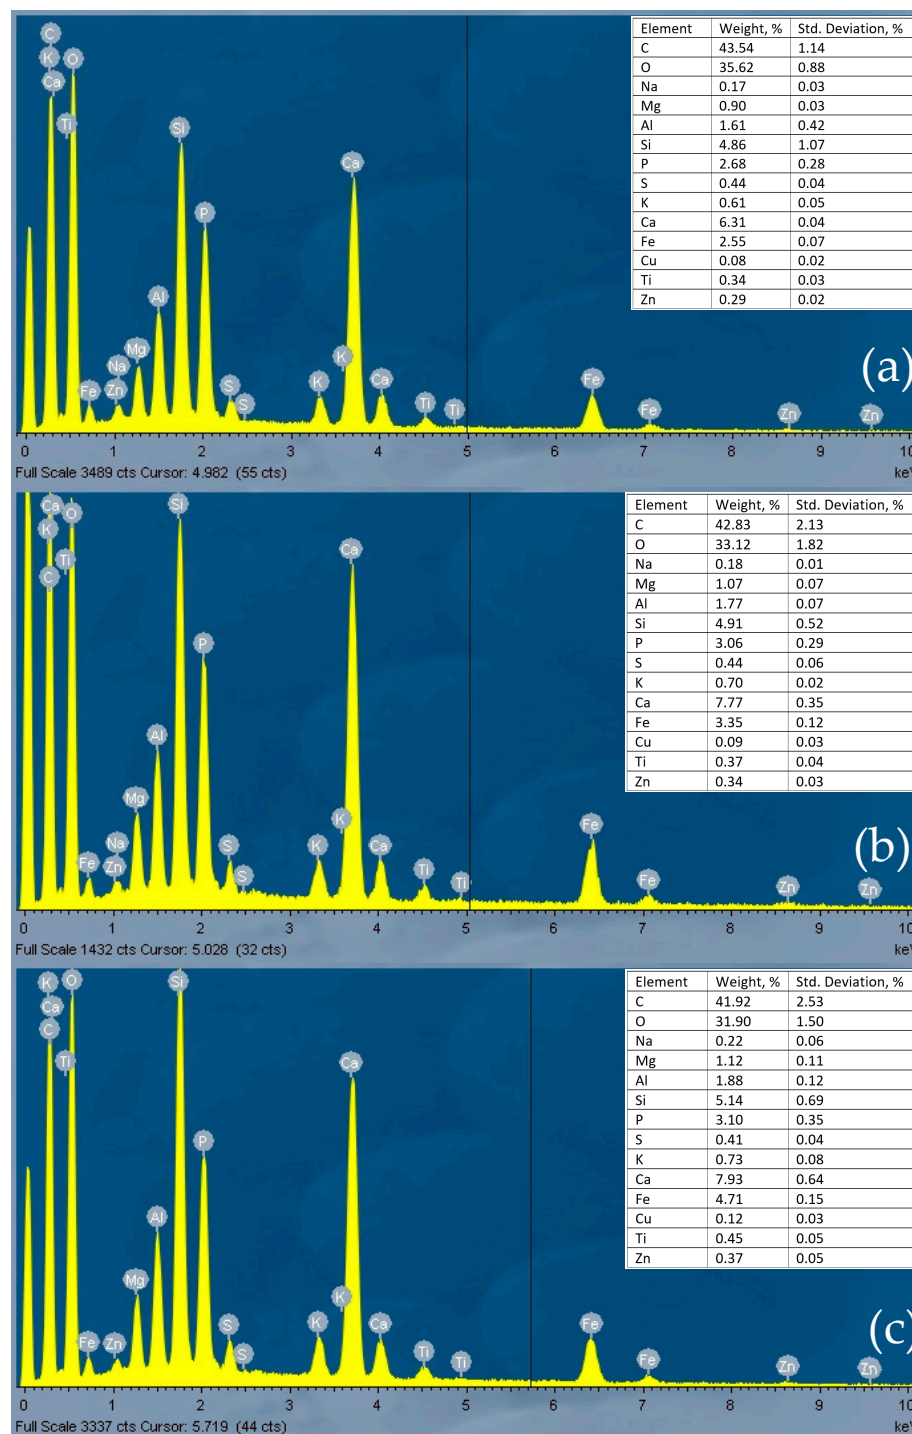 Element Weight, % Std. Deviation, %
C 43.54 1.14
O 35.62 0.88
Na 0.17 0.03
Mg 0.90 0.03
Al 1.61 0.42
Si 4.86 1.07
P 2.68 0.28
S 0.44 0.04
K 0.61 0.05
Ca 6.31 0.04
Fe 2.55 0.07
Cu 0.08 0.02
Ti 0.34 0.03
Zn 0.29 0.02
C
K O
Ca
Ti Si
Ca
P
Al
Mg K
Na S K Ca Fe
Fe Zn S Ti Ti Fe Zn Zn
(a)
0 1 2 3 4 5 6 7 8 9 10
Full Scale 3489 cts Cursor: 4.982 (55 cts) keV
Element Weight, % Std. Deviation, %
C 42.83 2.13
O 33.12 1.82
Na 0.18 0.01
Mg 1.07 0.07
Al 1.77 0.07
Si 4.91 0.52
P 3.06 0.29
S 0.44 0.06
K 0.70 0.02
Ca 7.77 0.35
Fe 3.35 0.12
Cu 0.09 0.03
Ti 0.37 0.04
Zn 0.34 0.03
Ca O Si
K
Ti Ca
C
P
Al
Mg K Fe
Na S K Ca
Fe Zn S Ti Ti Fe Zn Zn
(b)
0 1 2 3 4 5 6 7 8 9 10
Full Scale 1432 cts Cursor: 5.028 (32 cts) keV
Element Weight, % Std. Deviation, %
C 41.92 2.53
O 31.90 1.50
Na 0.22 0.06
Mg 1.12 0.11
Al 1.88 0.12
Si 5.14 0.69
P 3.10 0.35
S 0.41 0.04
K 0.73 0.08
Ca 7.93 0.64
Fe 4.71 0.15
Cu 0.12 0.03
Ti 0.45 0.05
Zn 0.37 0.05
K O Si
Ca
C
Ti Ca
P
Al
Mg K
S K Ca Fe
Fe Zn S Ti Ti Fe Zn Zn
(c)
0 1 2 3 4 5 6 7 8 9 10
Full Scale 3337 cts Cursor: 5.719 (44 cts) keV